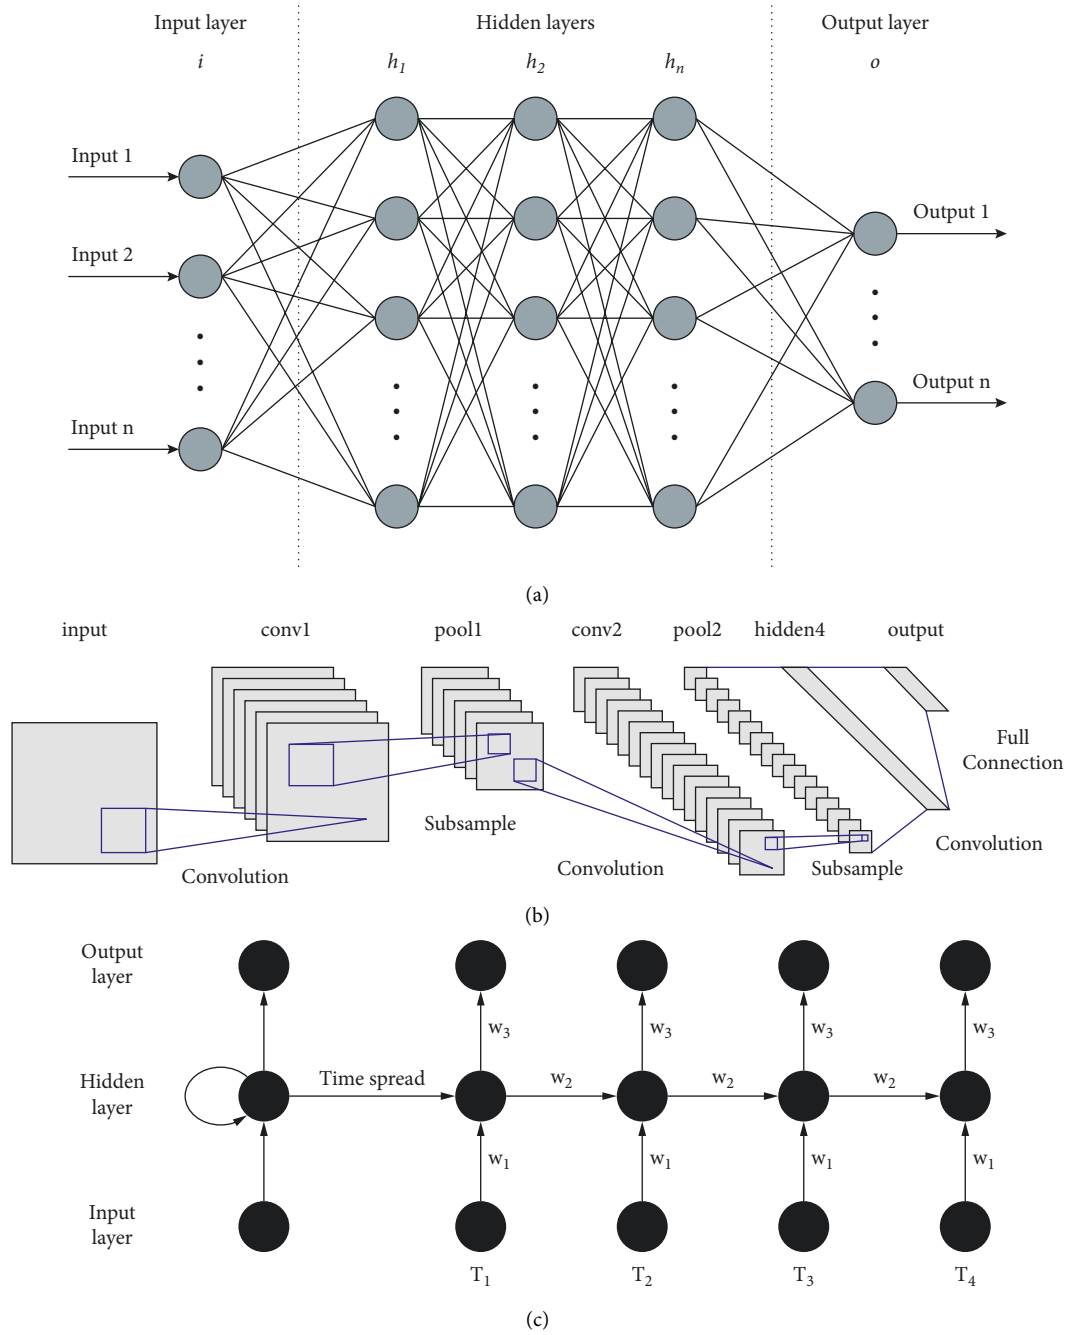 Input layer Hidden layers Output layer
i h1 h2 hn o
Input 1
Input 2
Input n
Output 1
Output n
(a)
input conv1 pool1 conv2 pool2 hidden4 output
Full
Connection
Subsample
Convolution
Convolution
Convolution
Subsample
(b)
Output
layer
w3 w3 w3 w3
Hidden
layer
Time spread w2 w2 w2
w1 w1 w1 w1
Input
layer
T1 T2 T3 T4
(c)